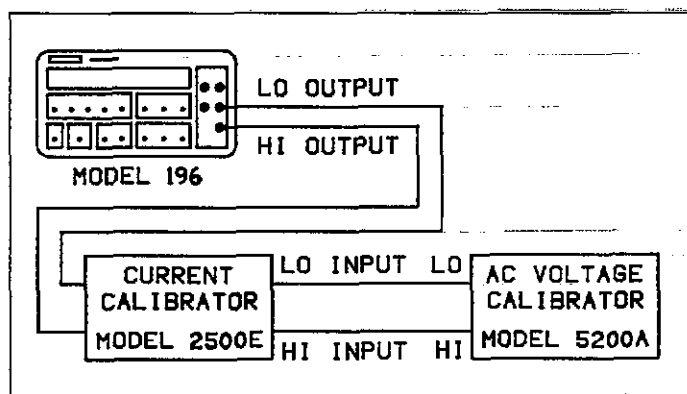 LO OUTPUT
HI OUTPUT
MODEL 196
CURRENT
CALIBRATOR
MODEL 2500E
LO INPUT LO
HI INPUT HI
AC VOLTAGE
CALIBRATOR
MODEL 5200A